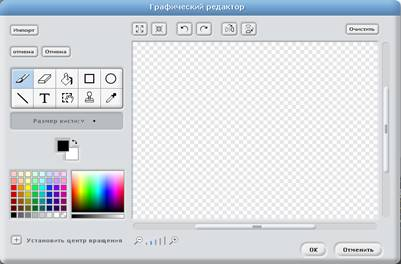 Графический редактор
Импорт
Очистить
отмена Отмена
Размер кисти:
Установить центр вращения
OK
Отменить